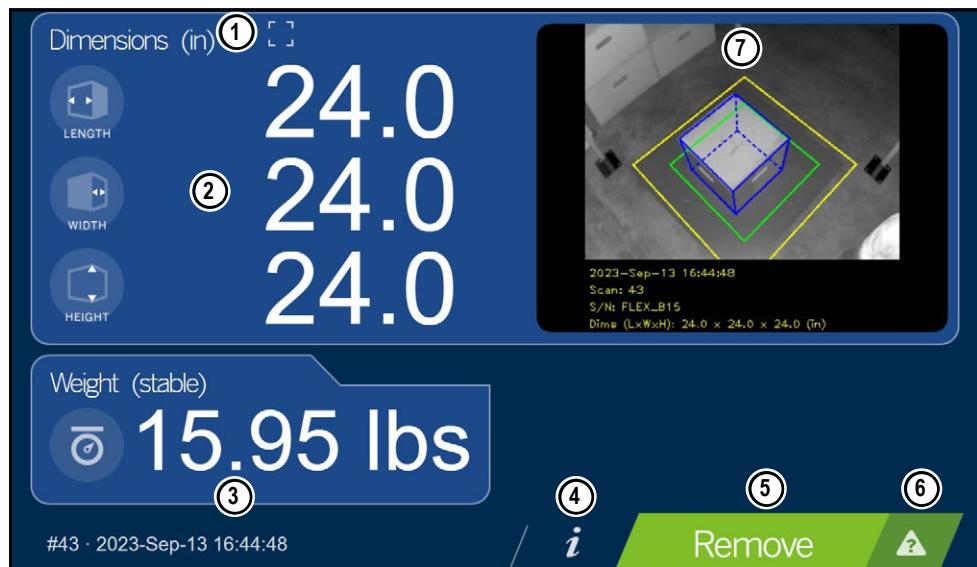 Dimensions (in)
1
LENGTH
24.0
WIDTH
2
24.0
HEIGHT
24.0
7
2023-Sep-13 16:44:48
Scan: 43
S/N: FLEX_B15
Dims (LxWxH): 24.0 x 24.0 x 24.0 (in)
Weight (stable)
15.95 lbs
3
#43 · 2023-Sep-13 16:44:48
4
i
5
Remove
6
?